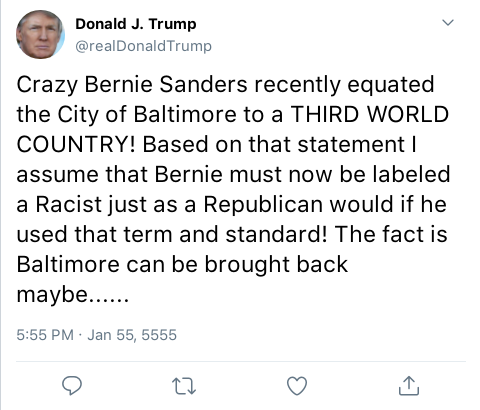 Donald J. Trump
@realDonaldTrump
Crazy Bernie Sanders recently equated
the City of Baltimore to a THIRD WORLD
COUNTRY! Based on that statement I
assume that Bernie must now be labeled
a Racist just as a Republican would if he
used that term and standard! The fact is
Baltimore can be brought back
maybe......
5:55 PM · Jan 55, 5555